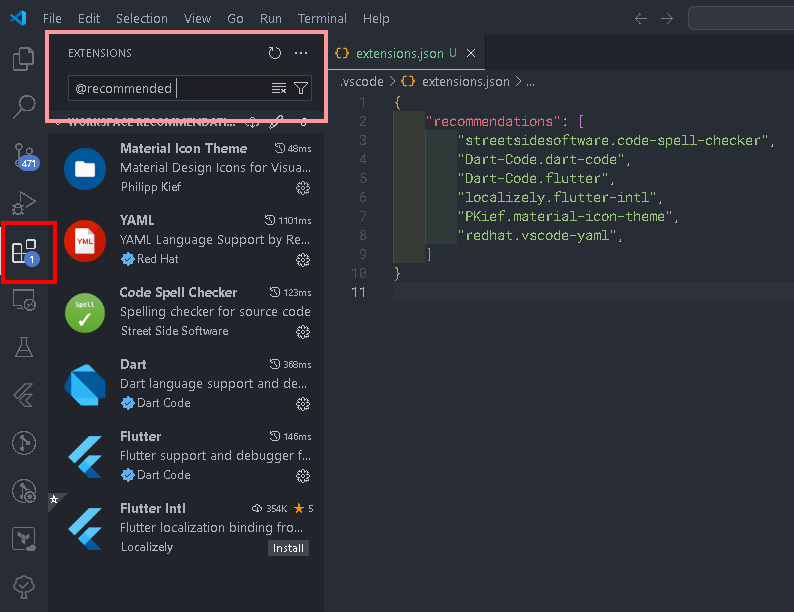 File Edit Selection View Go Run Terminal Help
EXTENSIONS
@recommended
WORKSPACE RECOMMENDATI...
Material Icon Theme 48ms
Material Design Icons for Visua...
Philipp Kief
YAML 1101ms
YML
YAML Language Support by Re...
Red Hat
Code Spell Checker 123ms
Spell
Spelling checker for source code
Street Side Software
Dart 368ms
Dart language support and de...
Dart Code
Flutter 146ms
Flutter support and debugger f...
Dart Code
Flutter Intl 354K 5
Flutter localization binding fro...
Localizely Install
471
1
{} extensions.json U
.vscode > {} extensions.json > ...
1 {
2 "recommendations": [
3 "streetsidesoftware.code-spell-checker",
4 "Dart-Code.dart-code",
5 "Dart-Code.flutter",
6 "localizely.flutter-intl",
7 "PKief.material-icon-theme",
8 "redhat.vscode-yaml",
9 ]
10 }
11